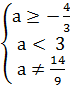 a ≥ -4/3
a < 3
a ≠ 14/9